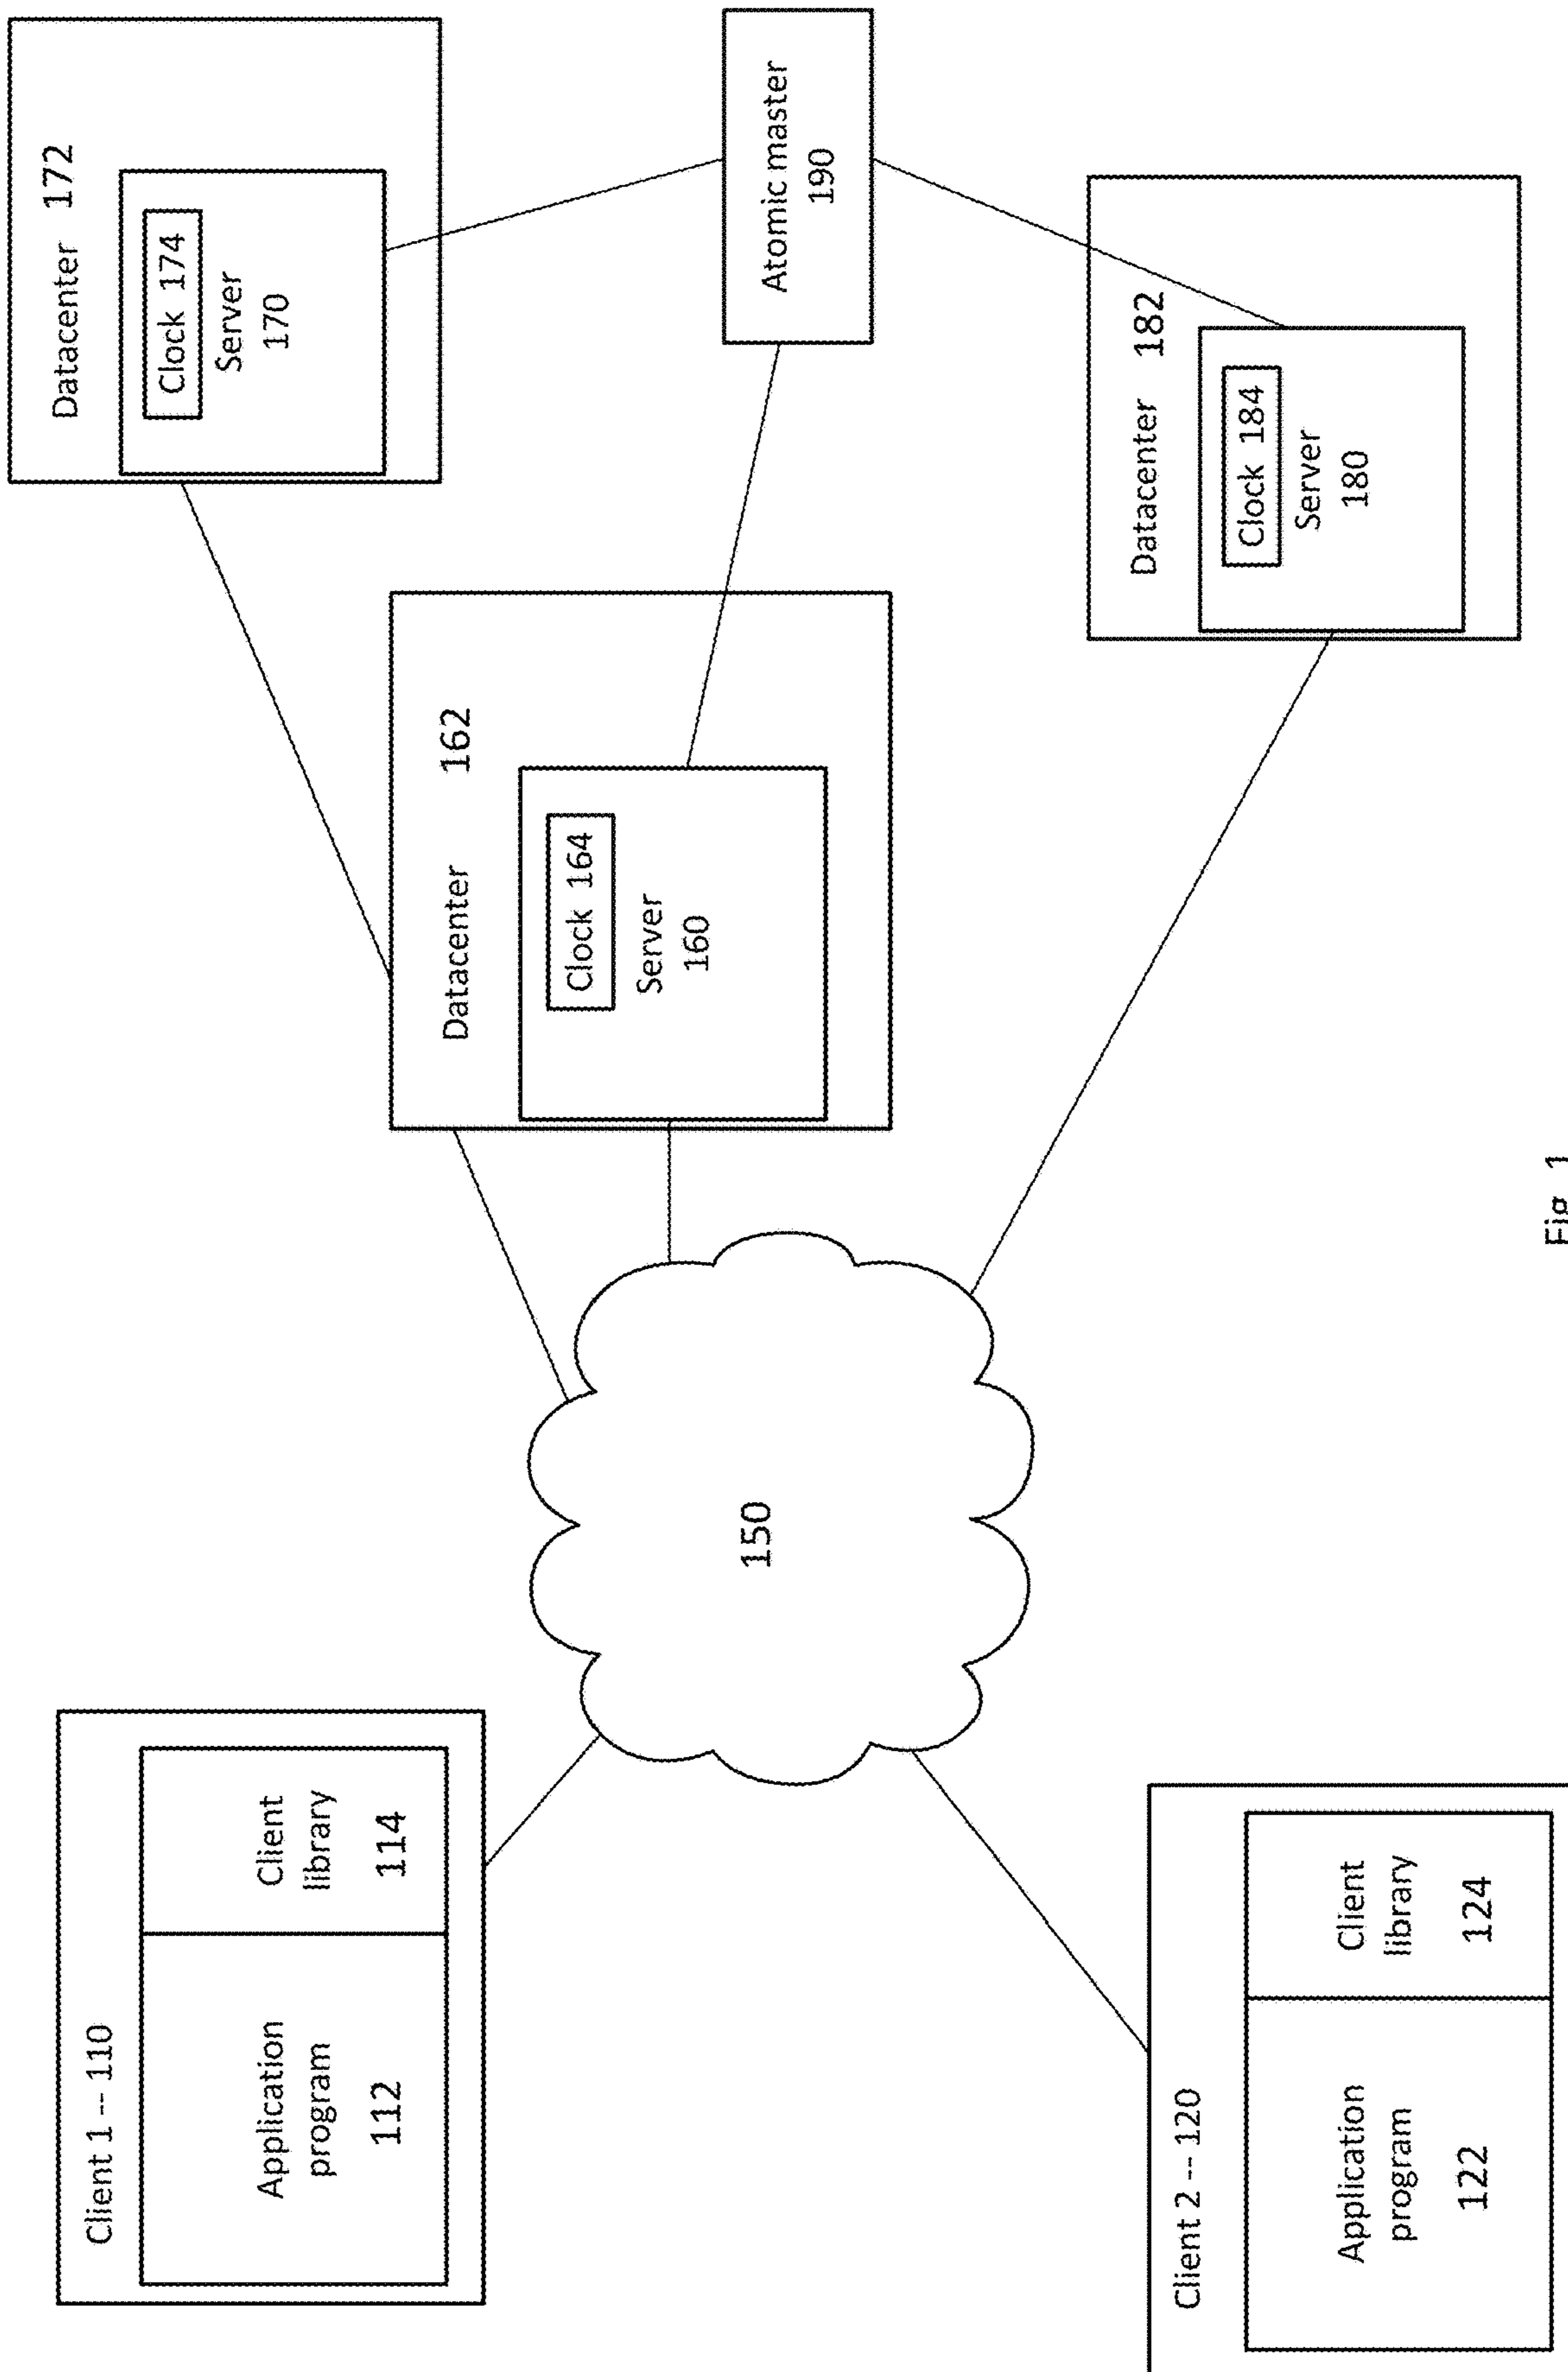 Client 1 -- 110
Application
program
112
Client
library
114
Client 2 -- 120
Application
program
122
Client
library
124
150
Datacenter 162
Clock 164
Server
160
Datacenter 172
Clock 174
Server
170
Datacenter 182
Clock 184
Server
180
Atomic master
190
Fig. 1